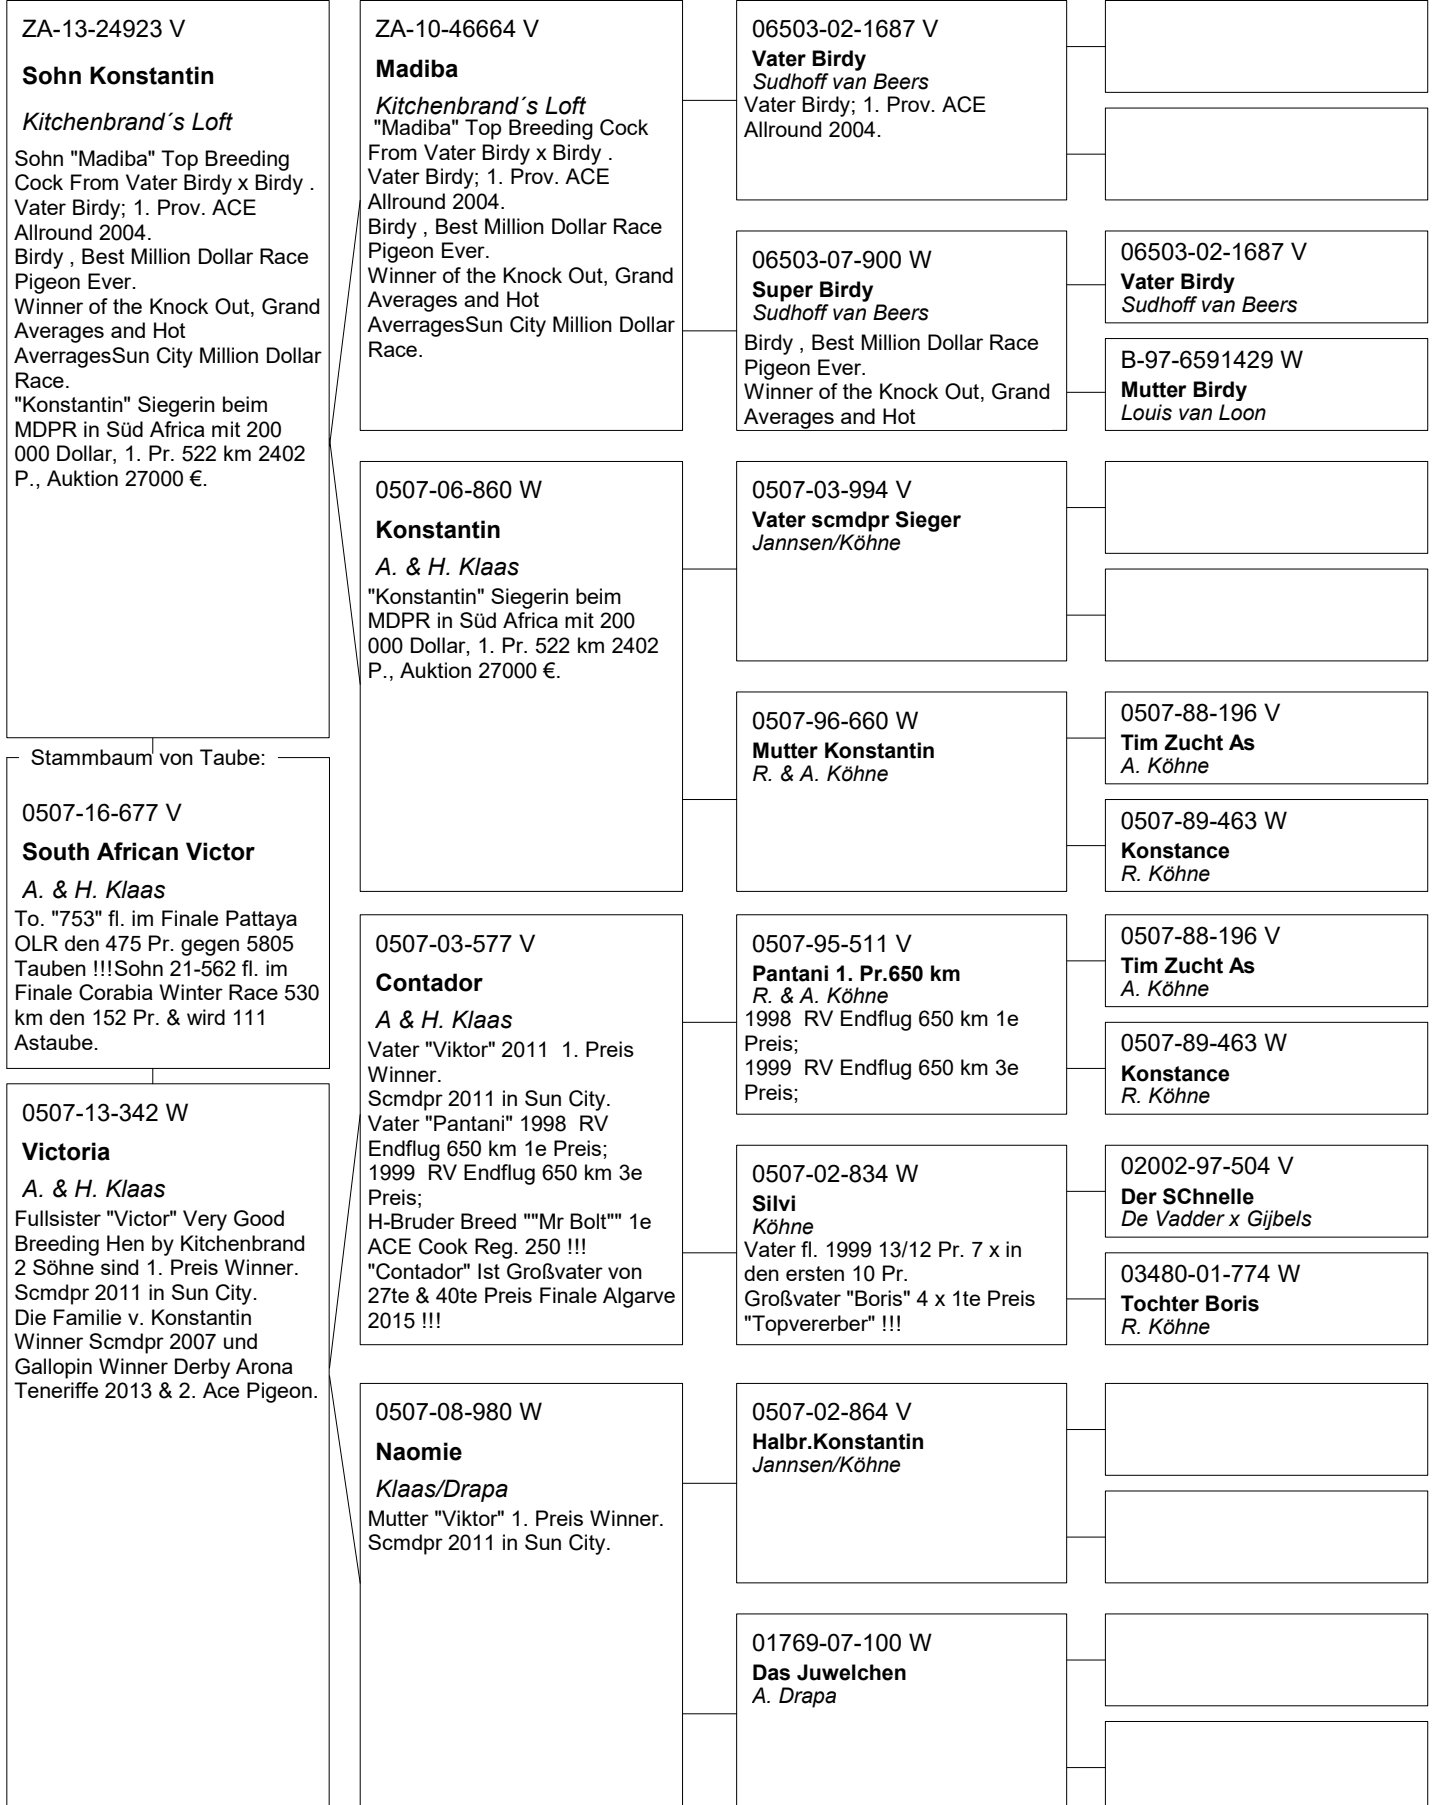 ZA-13-24923 V
Sohn Konstantin
Kitchenbrand´s Loft
Sohn "Madiba" Top Breeding
Cock From Vater Birdy x Birdy .
Vater Birdy; 1. Prov. ACE
Allround 2004.
Birdy , Best Million Dollar Race
Pigeon Ever.
Winner of the Knock Out, Grand
Averages and Hot
AverragesSun City Million Dollar
Race.
"Konstantin" Siegerin beim
MDPR in Süd Africa mit 200
000 Dollar, 1. Pr. 522 km 2402
P., Auktion 27000 €.
Stammbaum von Taube:
0507-16-677 V
South African Victor
A. & H. Klaas
To. "753" fl. im Finale Pattaya
OLR den 475 Pr. gegen 5805
Tauben !!!Sohn 21-562 fl. im
Finale Corabia Winter Race 530
km den 152 Pr. & wird 111
Astaube.
0507-13-342 W
Victoria
A. & H. Klaas
Fullsister "Victor" Very Good
Breeding Hen by Kitchenbrand
2 Söhne sind 1. Preis Winner.
Scmdpr 2011 in Sun City.
Die Familie v. Konstantin
Winner Scmdpr 2007 und
Gallopin Winner Derby Arona
Teneriffe 2013 & 2. Ace Pigeon.
ZA-10-46664 V
Madiba
Kitchenbrand´s Loft
"Madiba" Top Breeding Cock
From Vater Birdy x Birdy .
Vater Birdy; 1. Prov. ACE
Allround 2004.
Birdy , Best Million Dollar Race
Pigeon Ever.
Winner of the Knock Out, Grand
Averages and Hot
AverragesSun City Million Dollar
Race.
0507-06-860 W
Konstantin
A. & H. Klaas
"Konstantin" Siegerin beim
MDPR in Süd Africa mit 200
000 Dollar, 1. Pr. 522 km 2402
P., Auktion 27000 €.
0507-03-577 V
Contador
A & H. Klaas
Vater "Viktor" 2011  1. Preis
Winner.
Scmdpr 2011 in Sun City.
Vater "Pantani" 1998  RV
Endflug 650 km 1e Preis;
1999  RV Endflug 650 km 3e
Preis;
H-Bruder Breed ""Mr Bolt"" 1e
ACE Cook Reg. 250 !!!
"Contador" Ist Großvater von
27te & 40te Preis Finale Algarve
2015 !!!
0507-08-980 W
Naomie
Klaas/Drapa
Mutter "Viktor" 1. Preis Winner.
Scmdpr 2011 in Sun City.
06503-02-1687 V
Vater Birdy
Sudhoff van Beers
Vater Birdy; 1. Prov. ACE
Allround 2004.
06503-07-900 W
Super Birdy
Sudhoff van Beers
Birdy , Best Million Dollar Race
Pigeon Ever.
Winner of the Knock Out, Grand
Averages and Hot
0507-03-994 V
Vater scmdpr Sieger
Jannsen/Köhne
0507-96-660 W
Mutter Konstantin
R. & A. Köhne
0507-95-511 V
Pantani 1. Pr.650 km
R. & A. Köhne
1998  RV Endflug 650 km 1e
Preis;
1999  RV Endflug 650 km 3e
Preis;
0507-02-834 W
Silvi
Köhne
Vater fl. 1999 13/12 Pr. 7 x in
den ersten 10 Pr.
Großvater "Boris" 4 x 1te Preis
"Topvererber" !!!
0507-02-864 V
Halbr.Konstantin
Jannsen/Köhne
01769-07-100 W
Das Juwelchen
A. Drapa
06503-02-1687 V
Vater Birdy
Sudhoff van Beers
B-97-6591429 W
Mutter Birdy
Louis van Loon
0507-88-196 V
Tim Zucht As
A. Köhne
0507-89-463 W
Konstance
R. Köhne
0507-88-196 V
Tim Zucht As
A. Köhne
0507-89-463 W
Konstance
R. Köhne
02002-97-504 V
Der SChnelle
De Vadder x Gijbels
03480-01-774 W
Tochter Boris
R. Köhne